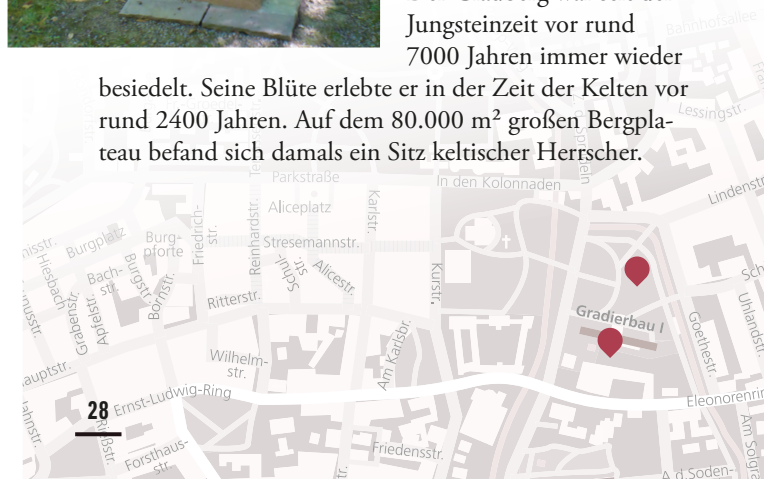 Jungsteinzeit vor rund
7000 Jahren immer wieder
besiedelt. Seine Blüte erlebte er in der Zeit der Kelten vor
rund 2400 Jahren. Auf dem 80.000 m² großen Bergpla-
teau befand sich damals ein Sitz keltischer Herrscher.
Bahnhofsallee
Lessingstr.
Lindenstr
Parkstraße
In den Kolonnaden
Aliceplatz
Karlstr.
Friedrich-
str.
Reinhardstr.
Stresemannstr.
Burgplatz
Burg-
pforte
Hiesbach
Bach-
str.
Burgstr.
Bornstr.
Grabenstr.
Apfelstr.
Schul-
str.
Alicestr.
Ritterstr.
Kurstr.
Gradierbau I
Goethestr.
Uhlandstr.
Wilhelm-
str.
Am Karlsbr.
Ernst-Ludwig-Ring
Eleonorenrin
28
Forsthaus-
str.
Friedensstr.
Am Solgra
A.d.Soden-